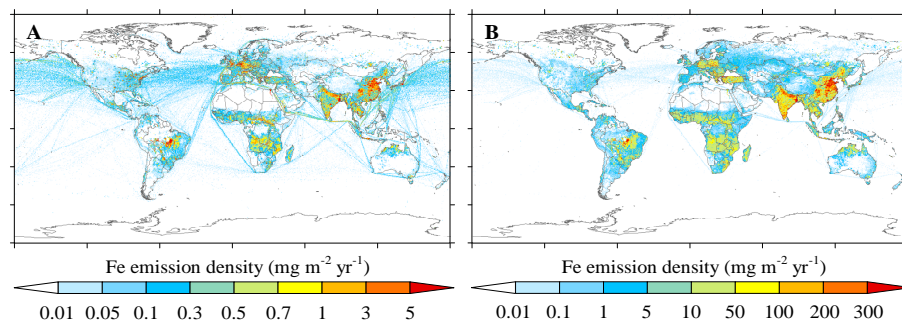 A
B
Fe emission density (mg m⁻² yr⁻¹)
0.01 0.05 0.1 0.3 0.5 0.7 1 3 5
Fe emission density (mg m⁻² yr⁻¹)
0.01 0.1 1 5 10 50 100 200 300